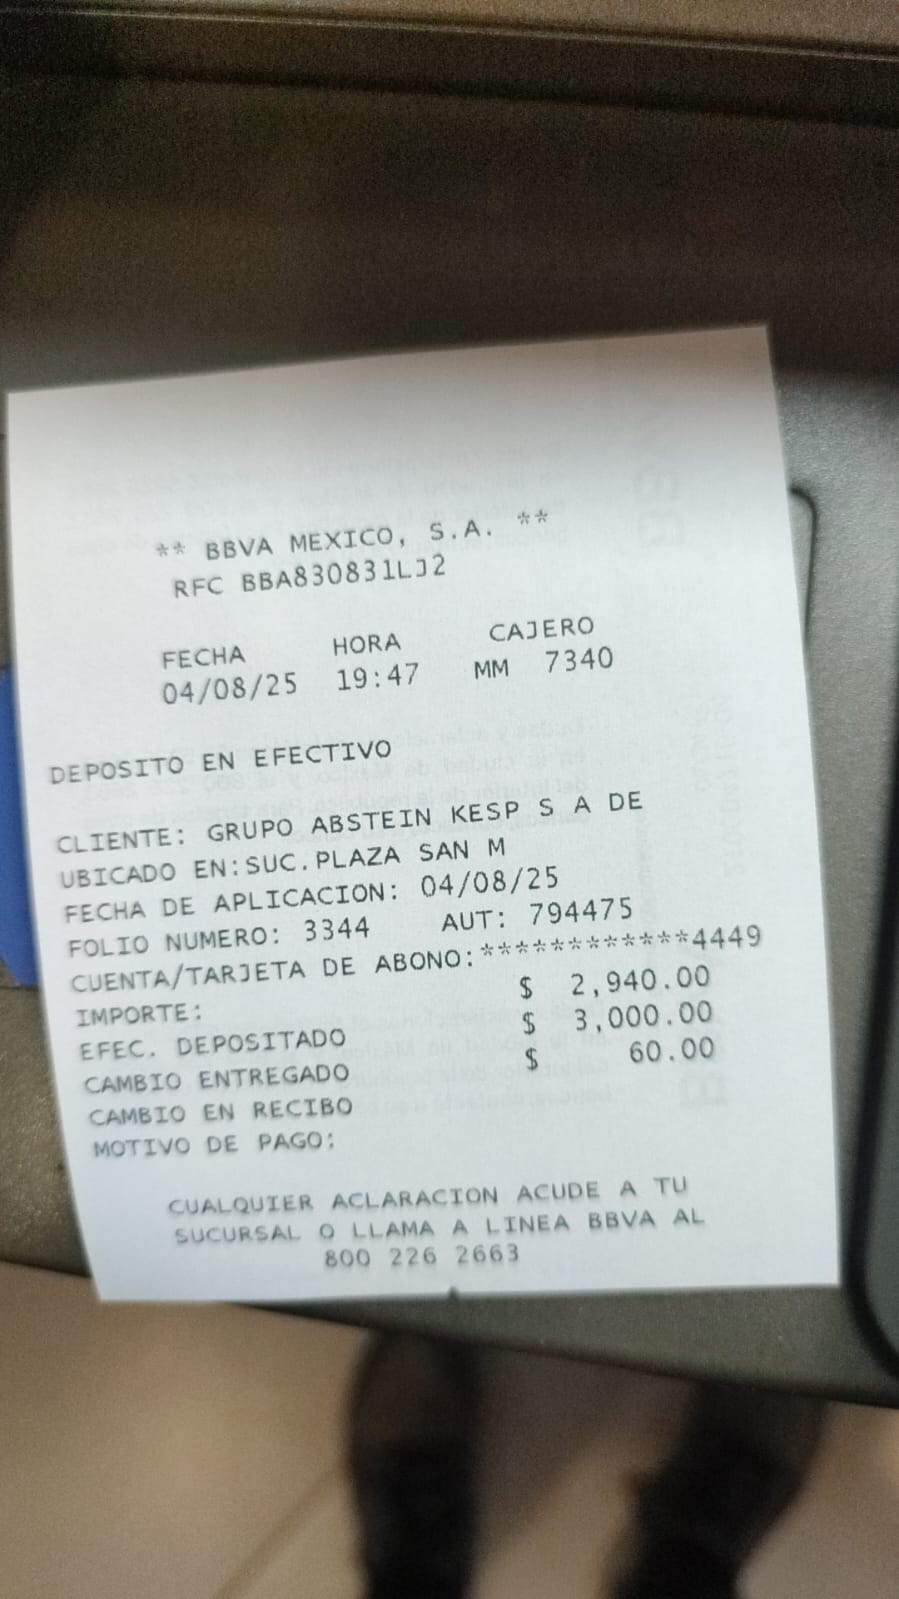 ** BBVA MEXICO, S.A. **
RFC BBA830831LJ2
FECHA HORA CAJERO
04/08/25 19:47 MM 7340
DEPOSITO EN EFECTIVO
CLIENTE: GRUPO ABSTEIN KESP S A DE
UBICADO EN:SUC.PLAZA SAN M
FECHA DE APLICACION: 04/08/25
FOLIO NUMERO: 3344 AUT: 794475
CUENTA/TARJETA DE ABONO:************4449
IMPORTE: $ 2,940.00
EFEC. DEPOSITADO $ 3,000.00
CAMBIO ENTREGADO $ 60.00
CAMBIO EN RECIBO
MOTIVO DE PAGO:
CUALQUIER ACLARACION ACUDE A TU
SUCURSAL O LLAMA A LINEA BBVA AL
800 226 2663